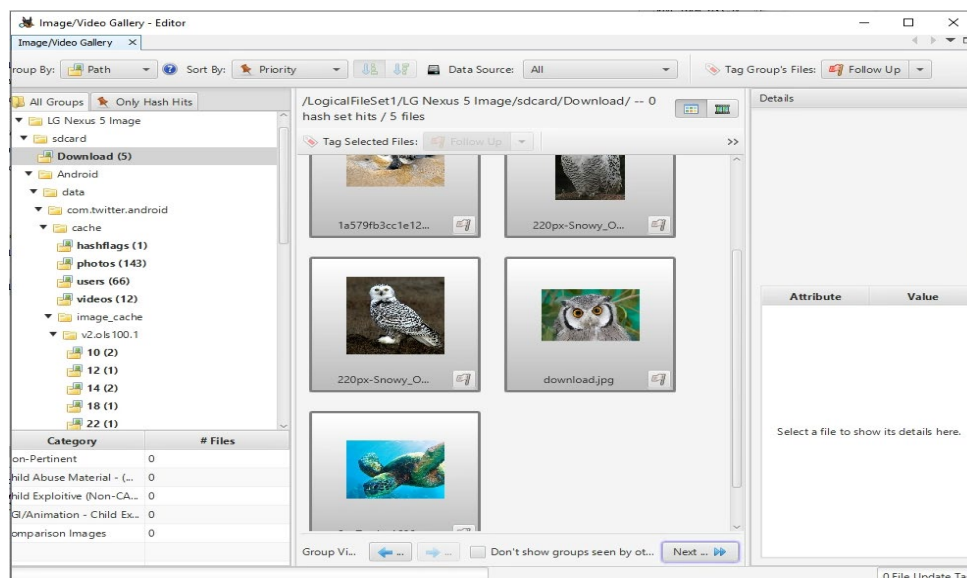 Image/Video Gallery - Editor
Image/Video Gallery X
roup By: Path Sort By: Priority Data Source: All Tag Group's Files: Follow Up
All Groups Only Hash Hits
LG Nexus 5 Image
sdcard
Download (5)
Android
data
com.twitter.android
cache
hashflags (1)
photos (143)
users (66)
videos (12)
image_cache
v2.ols100.1
10 (2)
12 (1)
14 (2)
18 (1)
22 (1)
Category # Files
on-Pertinent 0
hild Abuse Material - (... 0
hild Exploitive (Non-CA... 0
GI/Animation - Child Ex... 0
omparison Images 0
/LogicalFileSet1/LG Nexus 5 Image/sdcard/Download/ -- 0
hash set hits / 5 files
Tag Selected Files: Follow Up >>
1a579fb3cc1e12...
220px-Snowy_O...
220px-Snowy_O...
download.jpg
Group Vi... Don't show groups seen by ot... Next ...
Details
Attribute Value
Select a file to show its details here.
0 File Update Ta